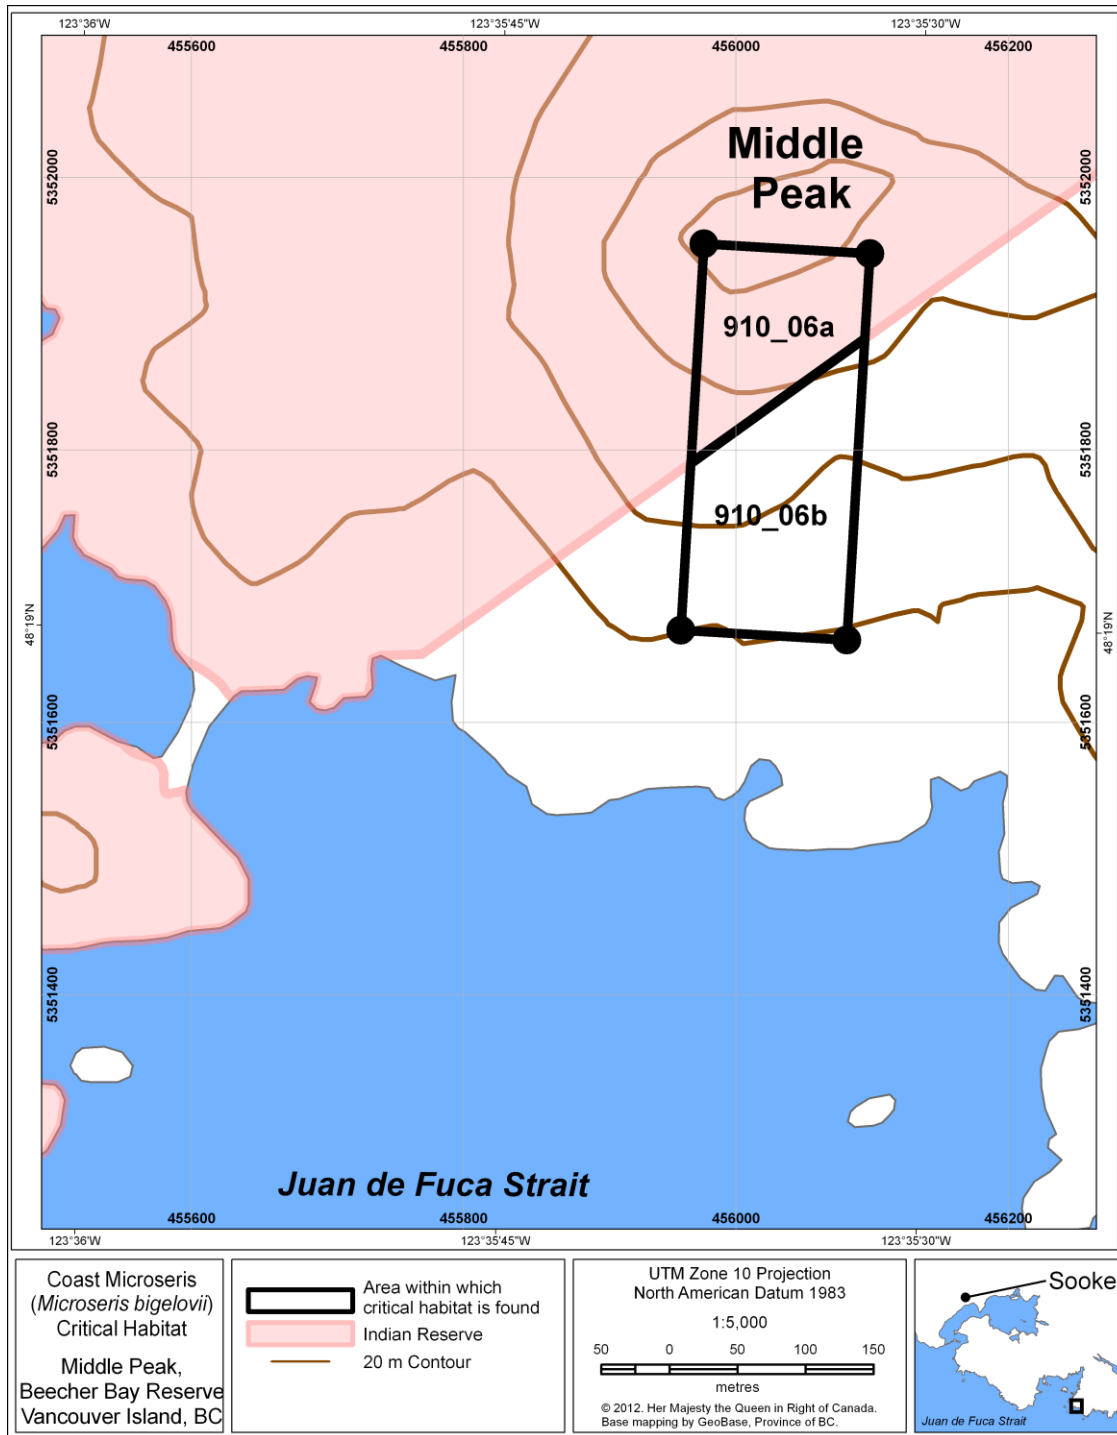 123°36'W 123°35'45"W 123°35'30"W
455600 455800 456000 456200
Middle
Peak
5352000 5352000
910_06a
5351800 5351800
910_06b
48°19'N 48°19'N
5351600 5351600
5351400 5351400
Juan de Fuca Strait
455600 455800 456000 456200
123°36'W 123°35'45"W 123°35'30"W
Coast Microseris
(Microseris bigelovii)
Critical Habitat
Middle Peak,
Beecher Bay Reserve
Vancouver Island, BC
Area within which
critical habitat is found
Indian Reserve
20 m Contour
UTM Zone 10 Projection
North American Datum 1983
1:5,000
50 0 50 100 150
metres
© 2012. Her Majesty the Queen in Right of Canada.
Base mapping by GeoBase, Province of BC.
Sooke
Juan de Fuca Strait